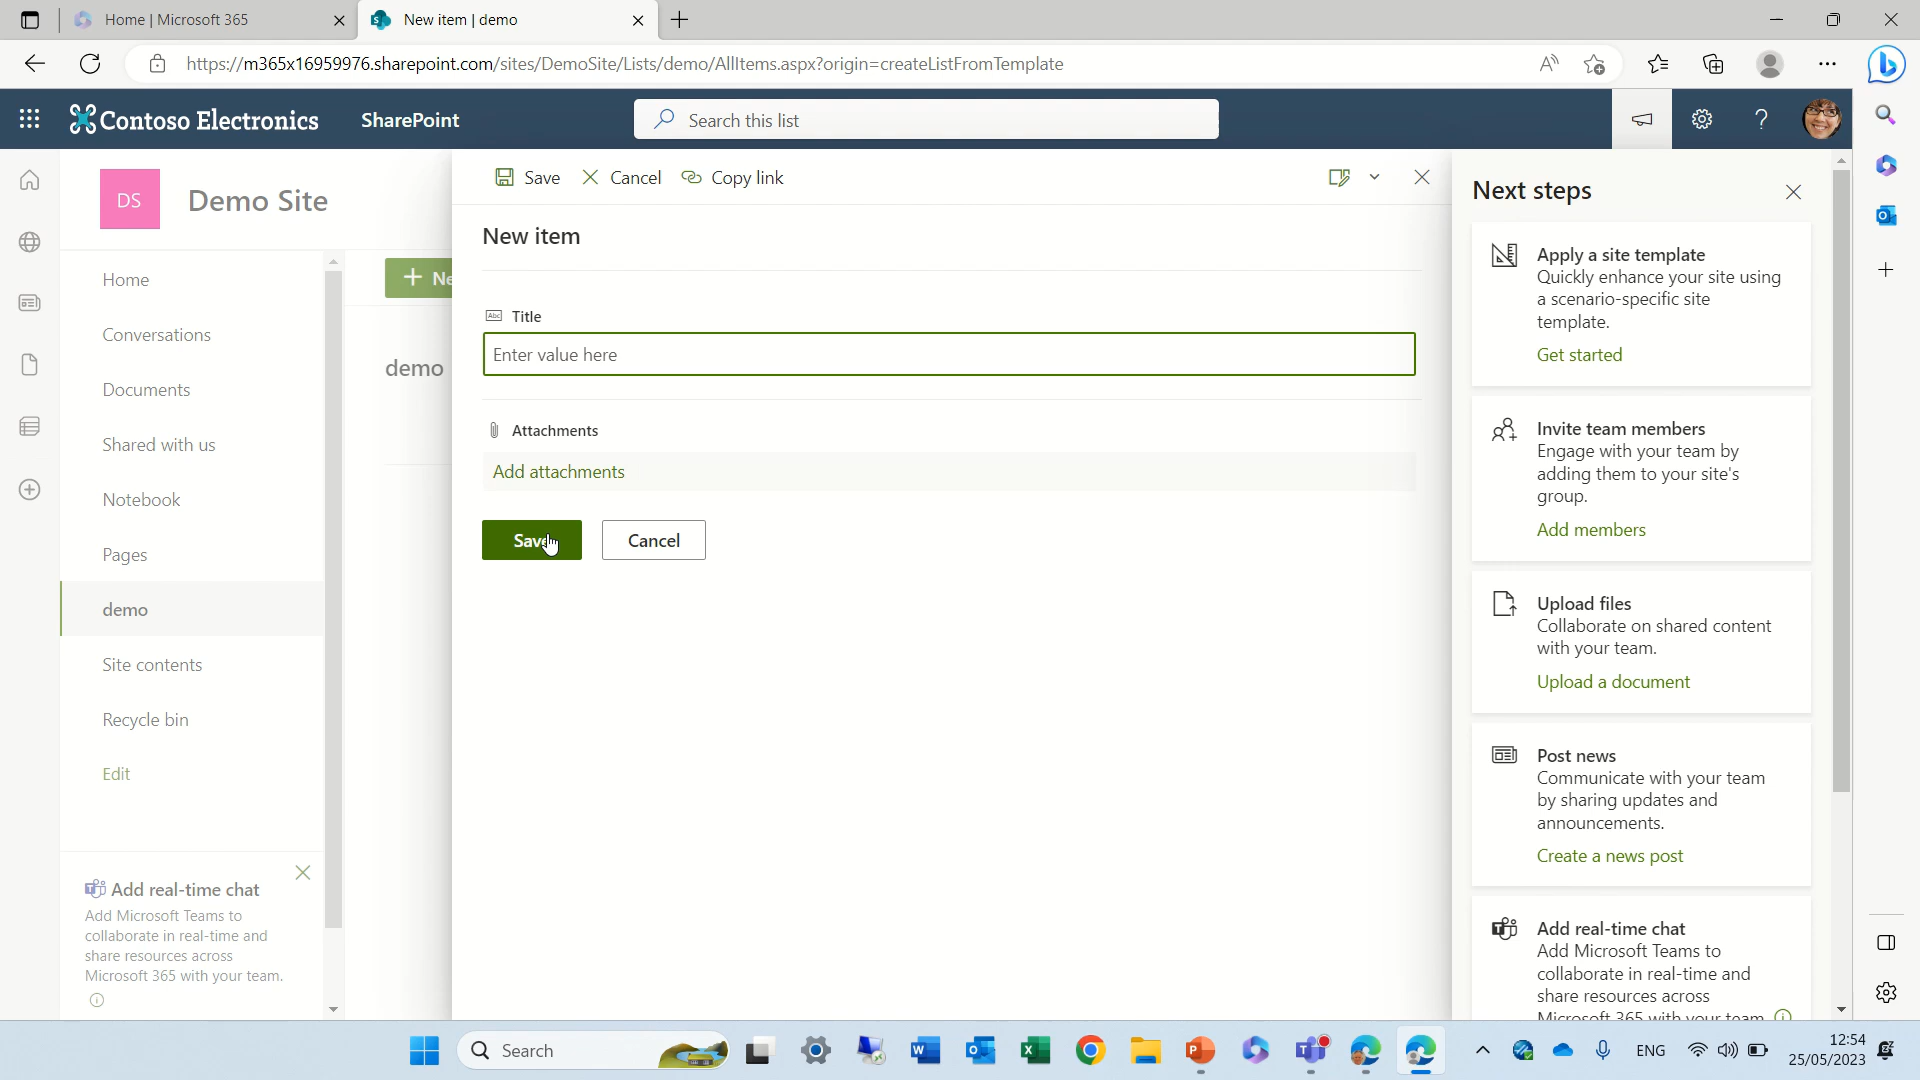 Home | Microsoft 365
New item | demo
https://m365x16959976.sharepoint.com/sites/DemoSite/Lists/demo/AllItems.aspx?origin=createListFromTemplate
Contoso Electronics
SharePoint
Search this list
DS
Demo Site
Home
Conversations
Documents
Shared with us
Notebook
Pages
demo
Site contents
Recycle bin
Edit
Add real-time chat
Add Microsoft Teams to
collaborate in real-time and
share resources across
Microsoft 365 with your team.
+ Ne
demo
Save
Cancel
Copy link
New item
Abc Title
Enter value here
Attachments
Add attachments
Save
Cancel
Next steps
Apply a site template
Quickly enhance your site using
a scenario-specific site
template.
Get started
Invite team members
Engage with your team by
adding them to your site's
group.
Add members
Upload files
Collaborate on shared content
with your team.
Upload a document
Post news
Communicate with your team
by sharing updates and
announcements.
Create a news post
Add real-time chat
Add Microsoft Teams to
collaborate in real-time and
share resources across
Microsoft 365 with your team
Search
ENG
12:54
25/05/2023